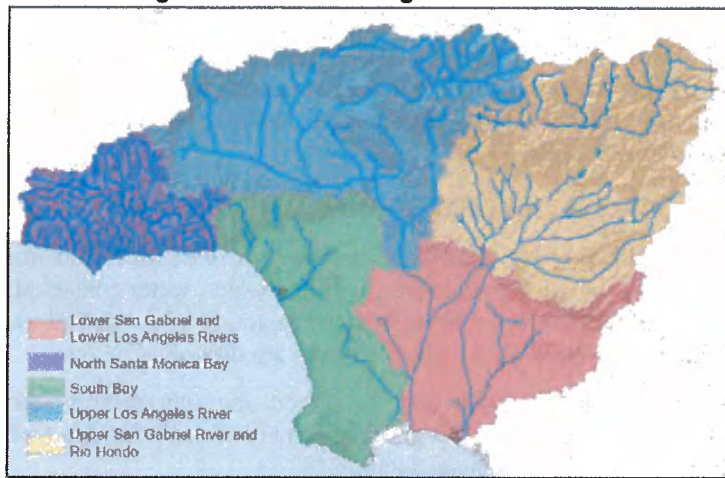 Lower San Gabriel and
Lower Los Angeles Rivers
North Santa Monica Bay
South Bay
Upper Los Angeles River
Upper San Gabriel River and
Rio Hondo